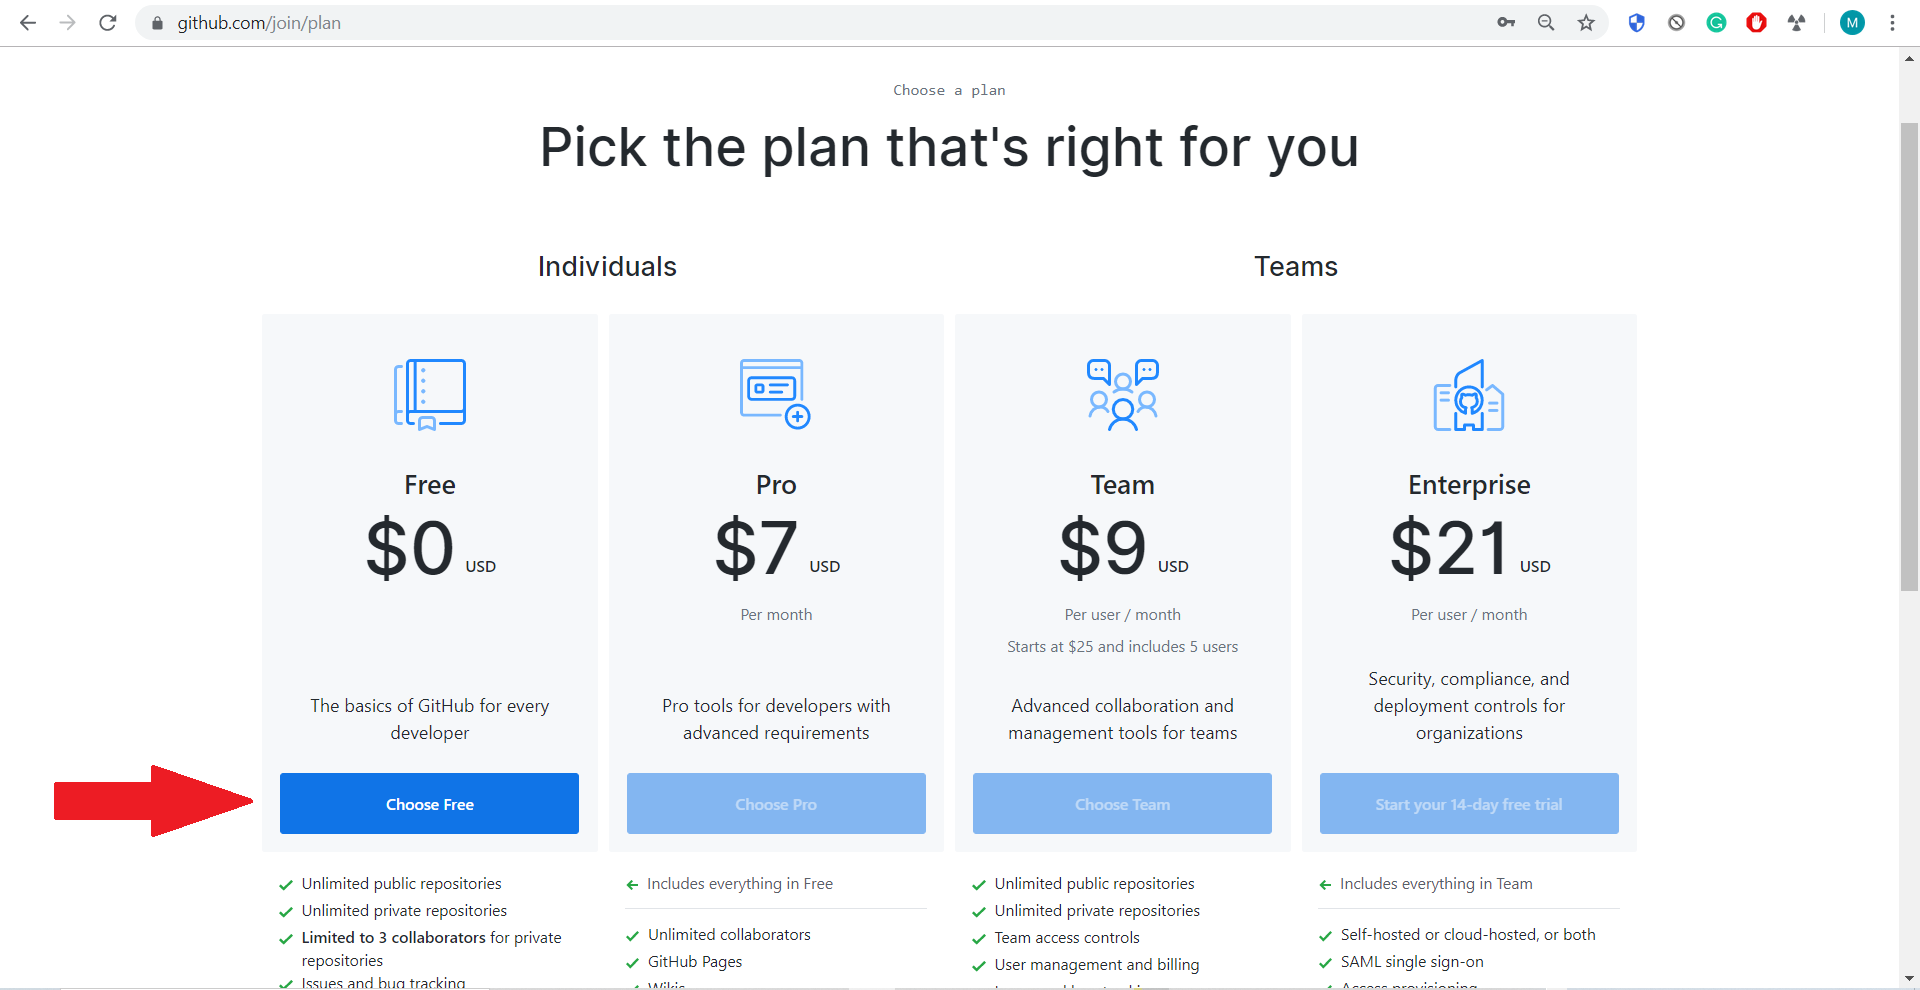 github.com/join/plan
M
Choose a plan
Pick the plan that's right for you
Individuals
Teams
Free
$0 USD
The basics of GitHub for every
developer
Choose Free
Unlimited public repositories
Unlimited private repositories
Limited to 3 collaborators for private
repositories
Issues and bug tracking
Pro
$7 USD
Per month
Pro tools for developers with
advanced requirements
Choose Pro
Includes everything in Free
Unlimited collaborators
GitHub Pages
Wikis
Team
$9 USD
Per user / month
Starts at $25 and includes 5 users
Advanced collaboration and
management tools for teams
Choose Team
Unlimited public repositories
Unlimited private repositories
Team access controls
User management and billing
Enterprise
$21 USD
Per user / month
Security, compliance, and
deployment controls for
organizations
Start your 14-day free trial
Includes everything in Team
Self-hosted or cloud-hosted, or both
SAML single sign-on
Access provisioning